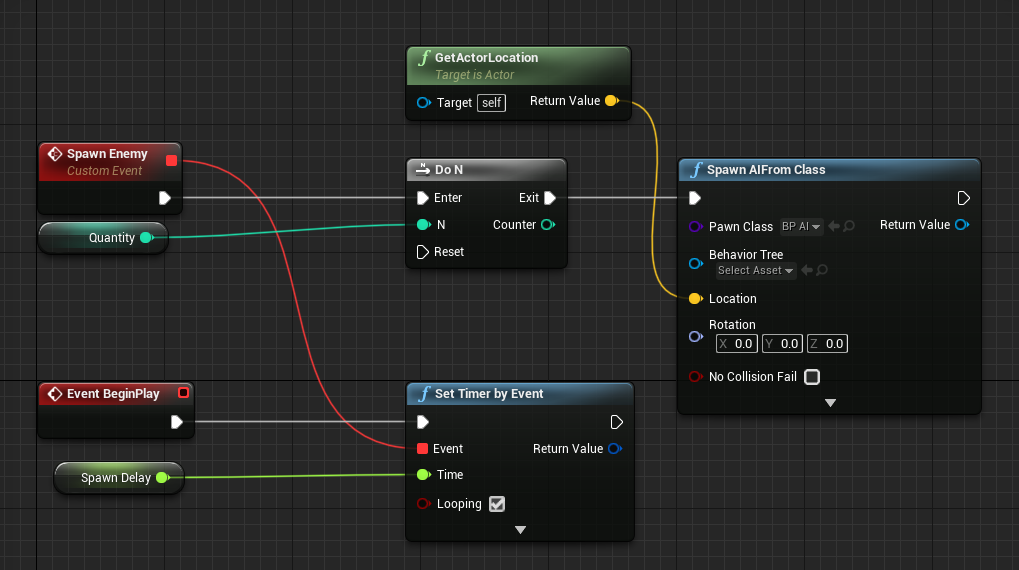 GetActorLocation
Target is Actor
Target self Return Value
Spawn Enemy
Custom Event
Quantity
Do N
Enter Exit
N Counter
Reset
Spawn AIFrom Class
Pawn Class BP AI Return Value
Behavior Tree
Select Asset
Location
Rotation
X 0.0 Y 0.0 Z 0.0
No Collision Fail
Event BeginPlay
Spawn Delay
Set Timer by Event
Event Return Value
Time
Looping